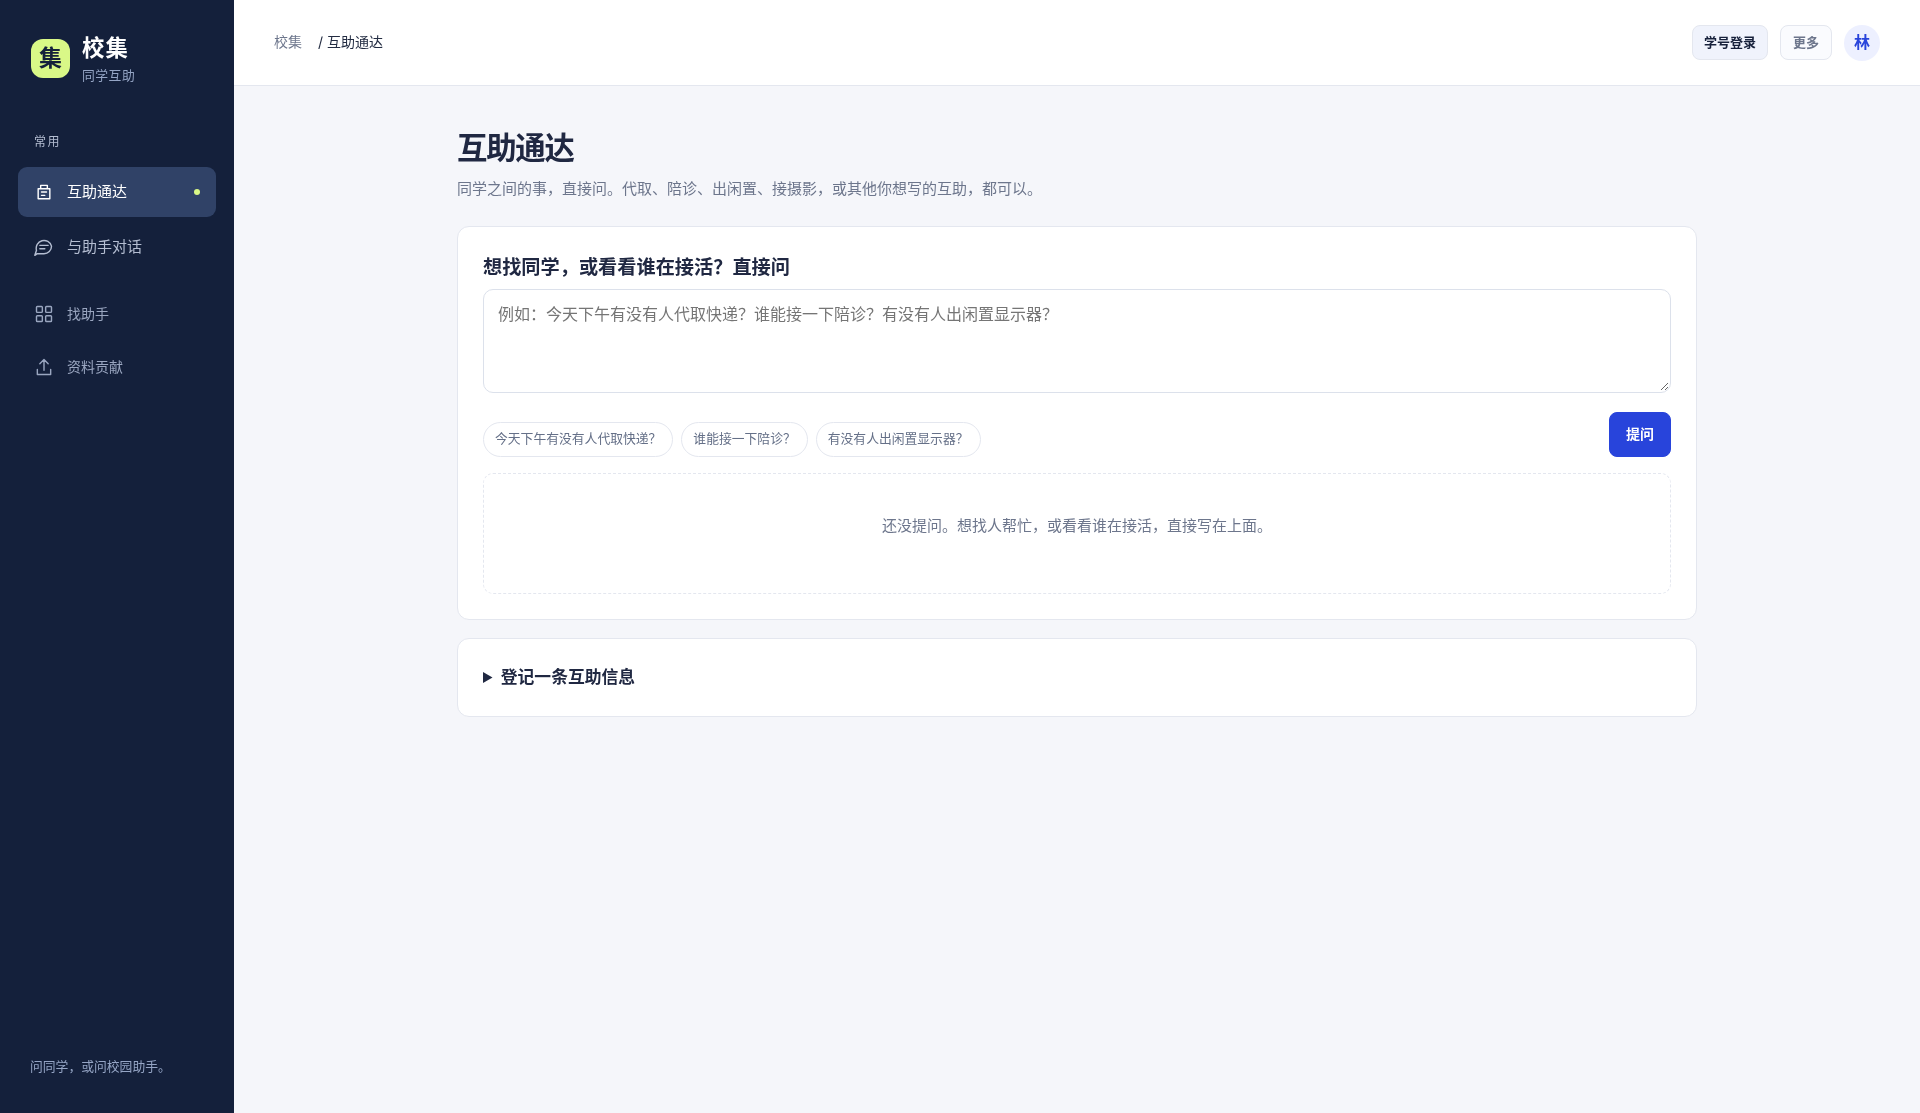 集
校集
同学互助
常用
互助通达
与助手对话
找助手
资料贡献
问同学，或问校园助手。
校集 / 互助通达
学号登录
更多
林
互助通达
同学之间的事，直接问。代取、陪诊、出闲置、接摄影，或其他你想写的互助，都可以。
想找同学，或看看谁在接活？直接问
例如：今天下午有没有人代取快递？谁能接一下陪诊？有没有人出闲置显示器？
今天下午有没有人代取快递？
谁能接一下陪诊？
有没有人出闲置显示器？
提问
还没提问。想找人帮忙，或看看谁在接活，直接写在上面。
登记一条互助信息